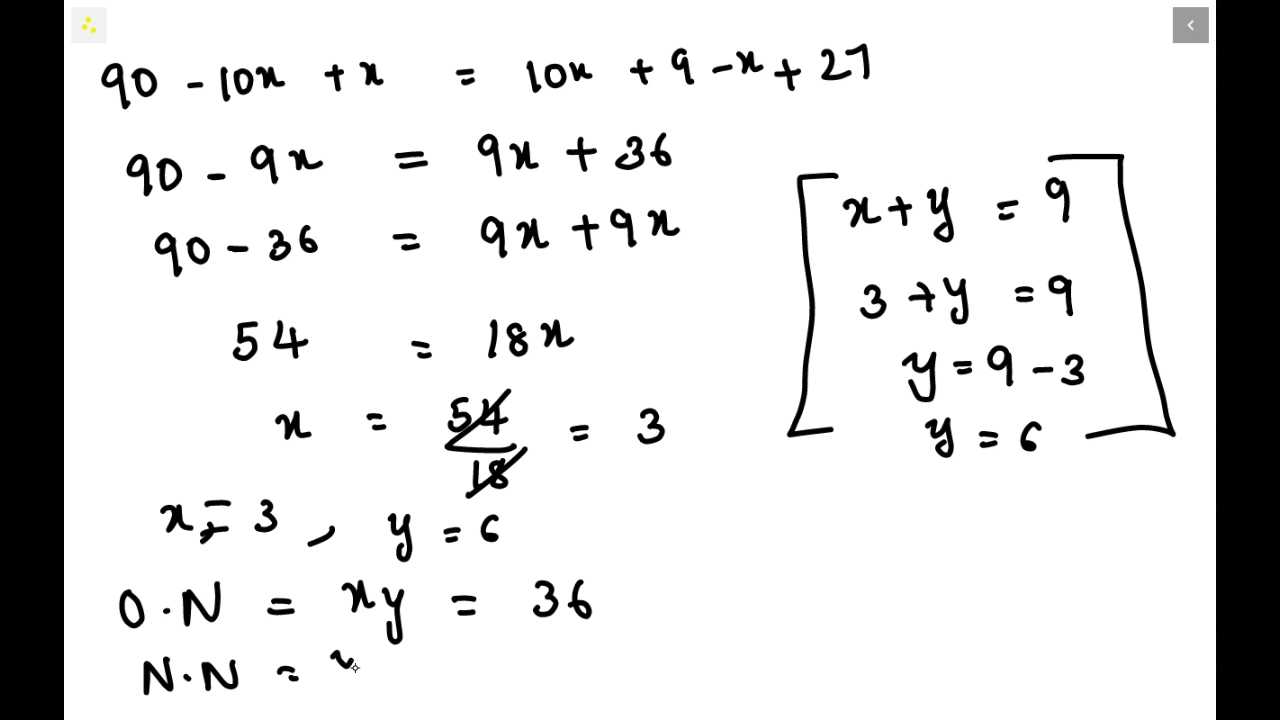 90 - 10x + x = 10x + 9 - x + 27
90 - 9x = 9x + 36
90 - 36 = 9x + 9x
54 = 18x
x = 54/18 = 3
x = 3 , y = 6
O.N = xy = 36
N.N =
x + y = 9
3 + y = 9
y = 9 - 3
y = 6